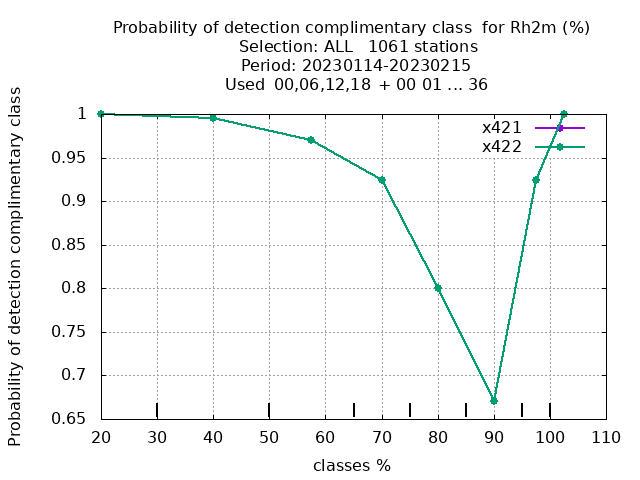 Probability of detection complimentary class  for Rh2m (%)
Selection: ALL   1061 stations
Period: 20230114-20230215
Used  00,06,12,18 + 00 01 ... 36
Probability of detection complimentary class
x421
x422
1
0.95
0.9
0.85
0.8
0.75
0.7
0.65
20 30 40 50 60 70 80 90 100 110
classes %